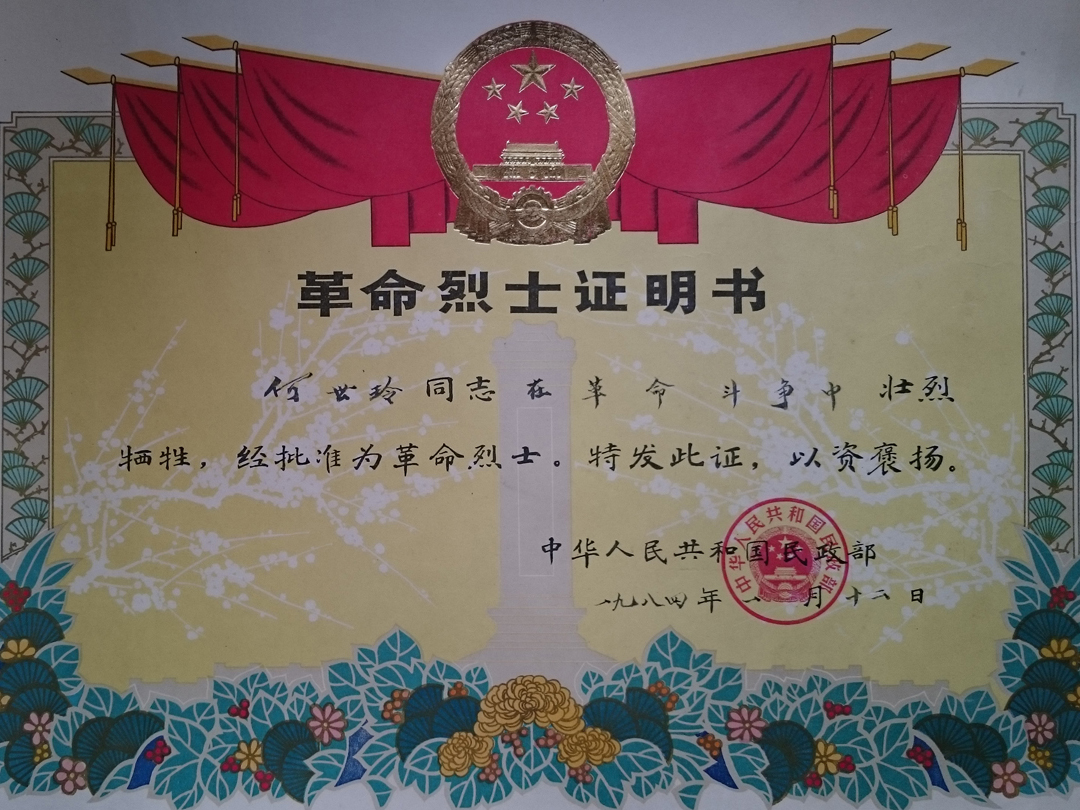 革命烈士证明书
何世玲同志在革命斗争中壮烈
牺牲，经批准为革命烈士。特发此证，以资褒扬。
中华人民共和国民政部
一九八四年 月十二日
中华人民共和国民政部